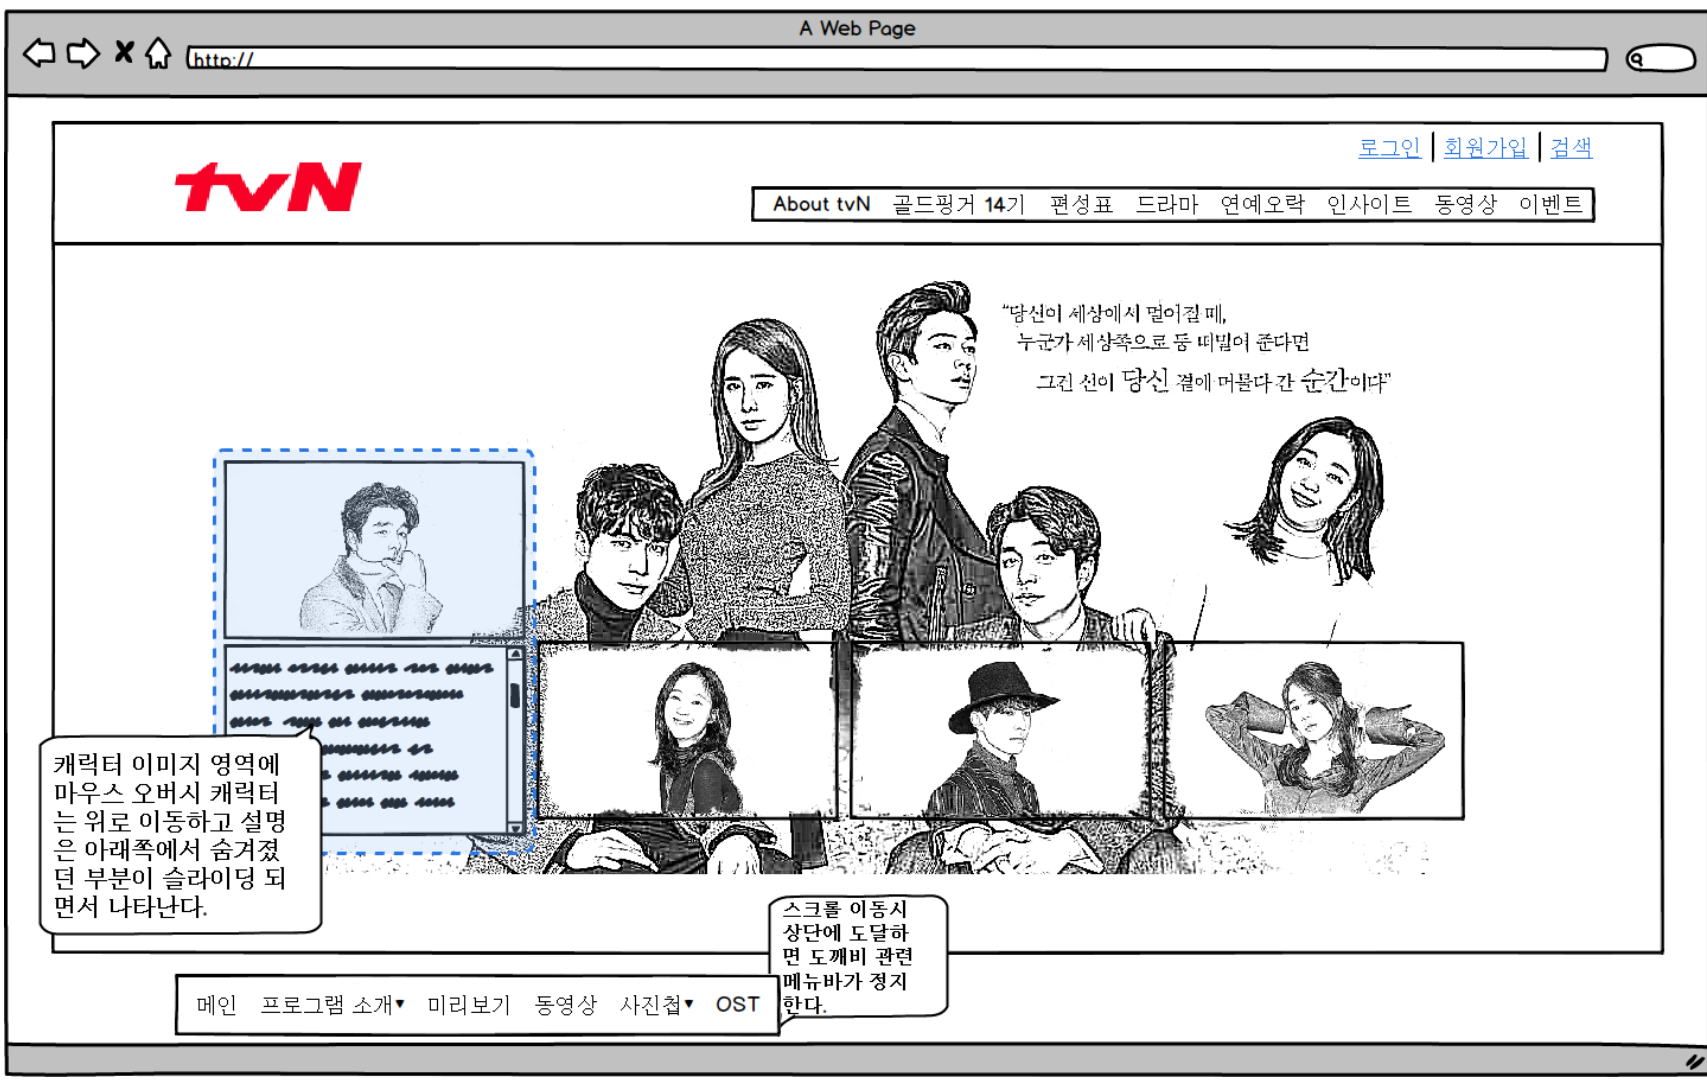 A Web Page
http://
로그인 | 회원가입 | 검색
tvN
About tvN 골드핑거 14기 편성표 드라마 연예오락 인사이트 동영상 이벤트
“당신이 세상에서 멀어질 때,
누군가 세상쪽으로 등 떠밀어 준다면
그건 신이 당신 곁에 머물다 간 순간이다”
캐릭터 이미지 영역에
마우스 오버시 캐릭터
는 위로 이동하고 설명
은 아래쪽에서 숨겨졌
던 부분이 슬라이딩 되
면서 나타난다.
스크롤 이동시
상단에 도달하
면 도깨비 관련
메뉴바가 정지
한다.
메인 프로그램 소개▾ 미리보기 동영상 사진첩▾ OST